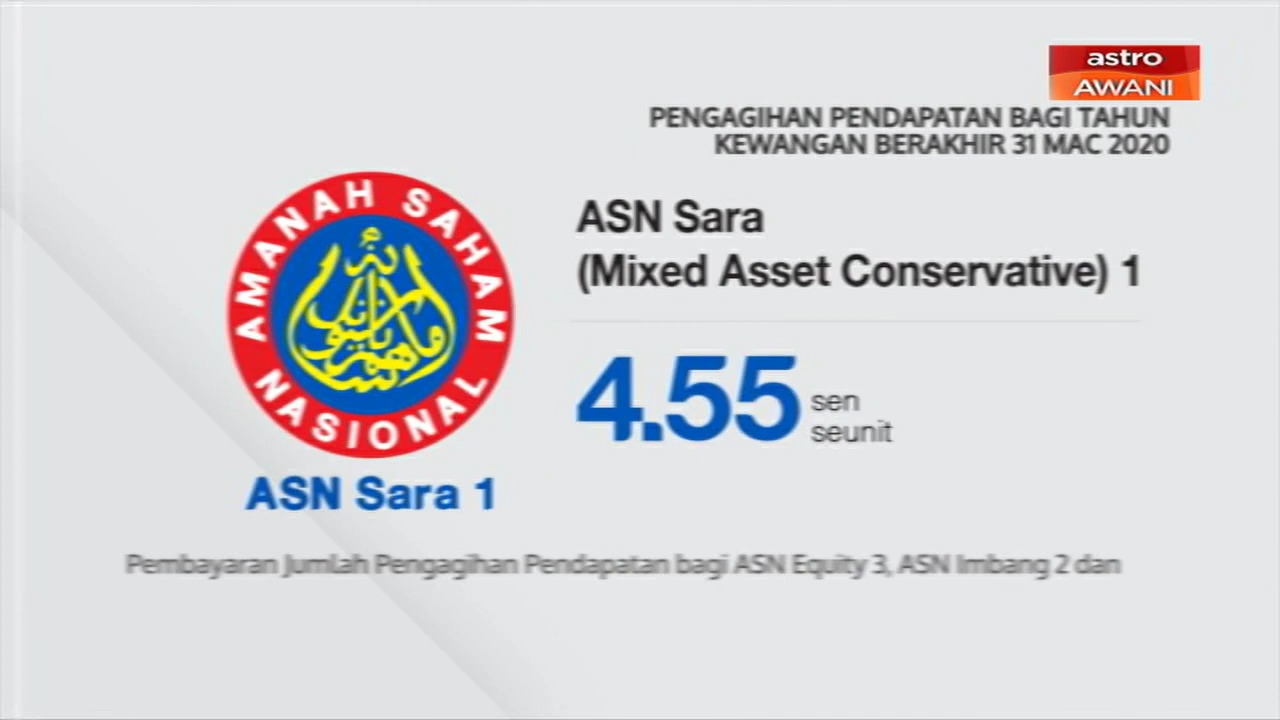 astro
AWANI
PENGAGIHAN PENDAPATAN BAGI TAHUN
KEWANGAN BERAKHIR 31 MAC 2020
AMANAH SAHAM
NASIONAL
ASN Sara 1
ASN Sara
(Mixed Asset Conservative) 1
4.55 sen
seunit
Pembayaran Jumlah Pengagihan Pendapatan bagi ASN Equity 3, ASN Imbang 2 dan